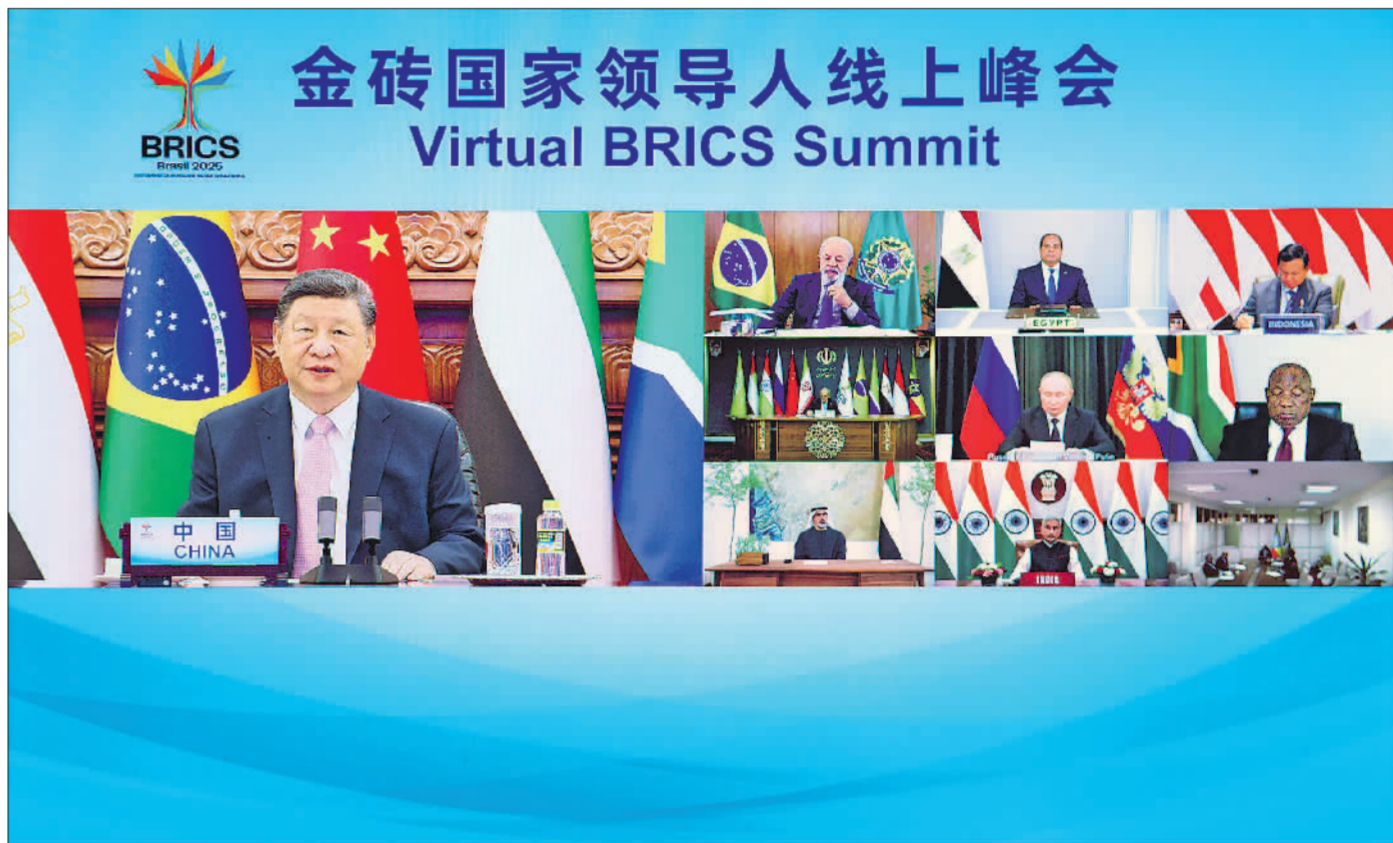 金砖国家领导人线上峰会
Virtual BRICS Summit
BRICS
Brasil 2025
中国
CHINA
EGYPT
INDONESIA
Putin
INDIA